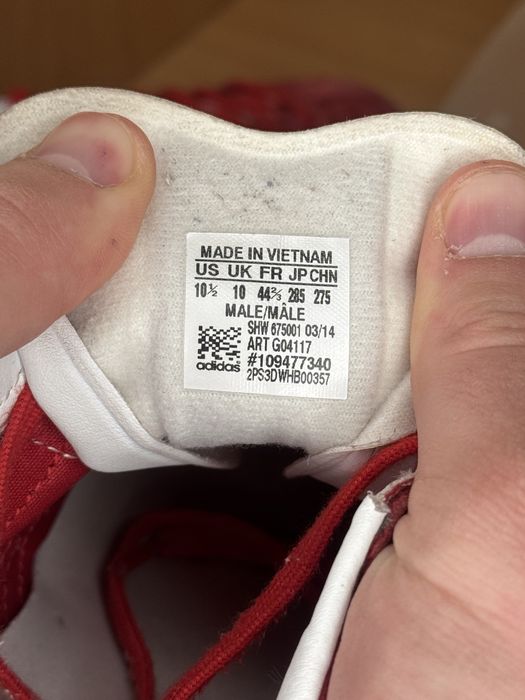 MADE IN VIETNAM
US UK FR JP CHN
10½ 10 44⅔ 285 275
MALE/MÂLE
SHW 675001 03/14
ART G04117
#109477340
adidas
2PS3DWHB00357